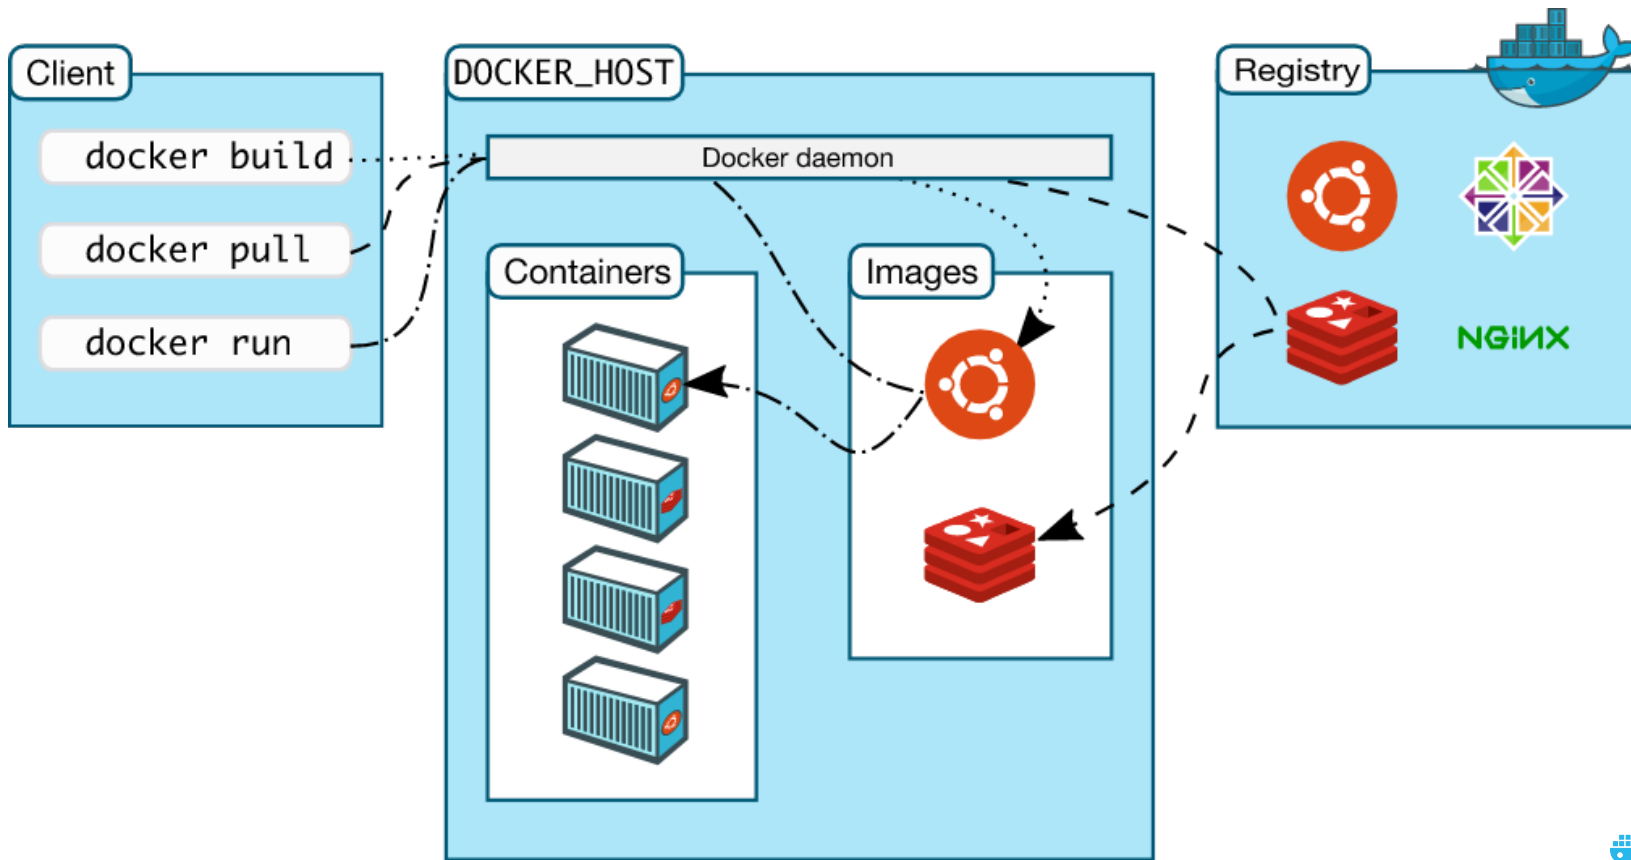 Client
docker build
docker pull
docker run
DOCKER_HOST
Docker daemon
Containers
Images
Registry
NGINX